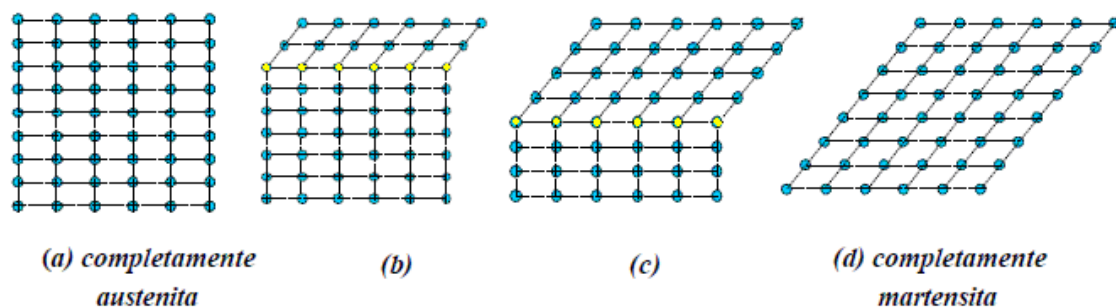 (a) completamente
austenita
(b)
(c)
(d) completamente
martensita